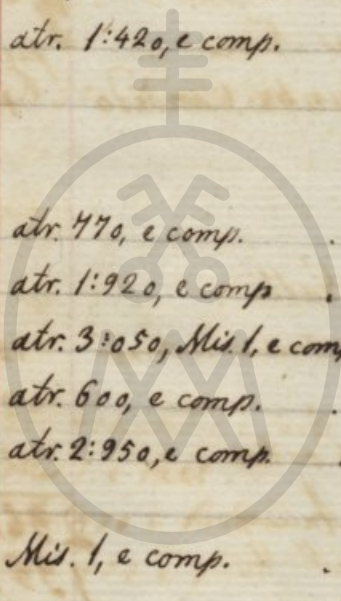 atr. 1:420, e comp.
atr. 770, e comp.
atr. 1:920, e comp
atr. 3:050, Mis. 1, e com
atr. 600, e comp.
atr. 2:950, e comp.
Mis. 1, e comp.